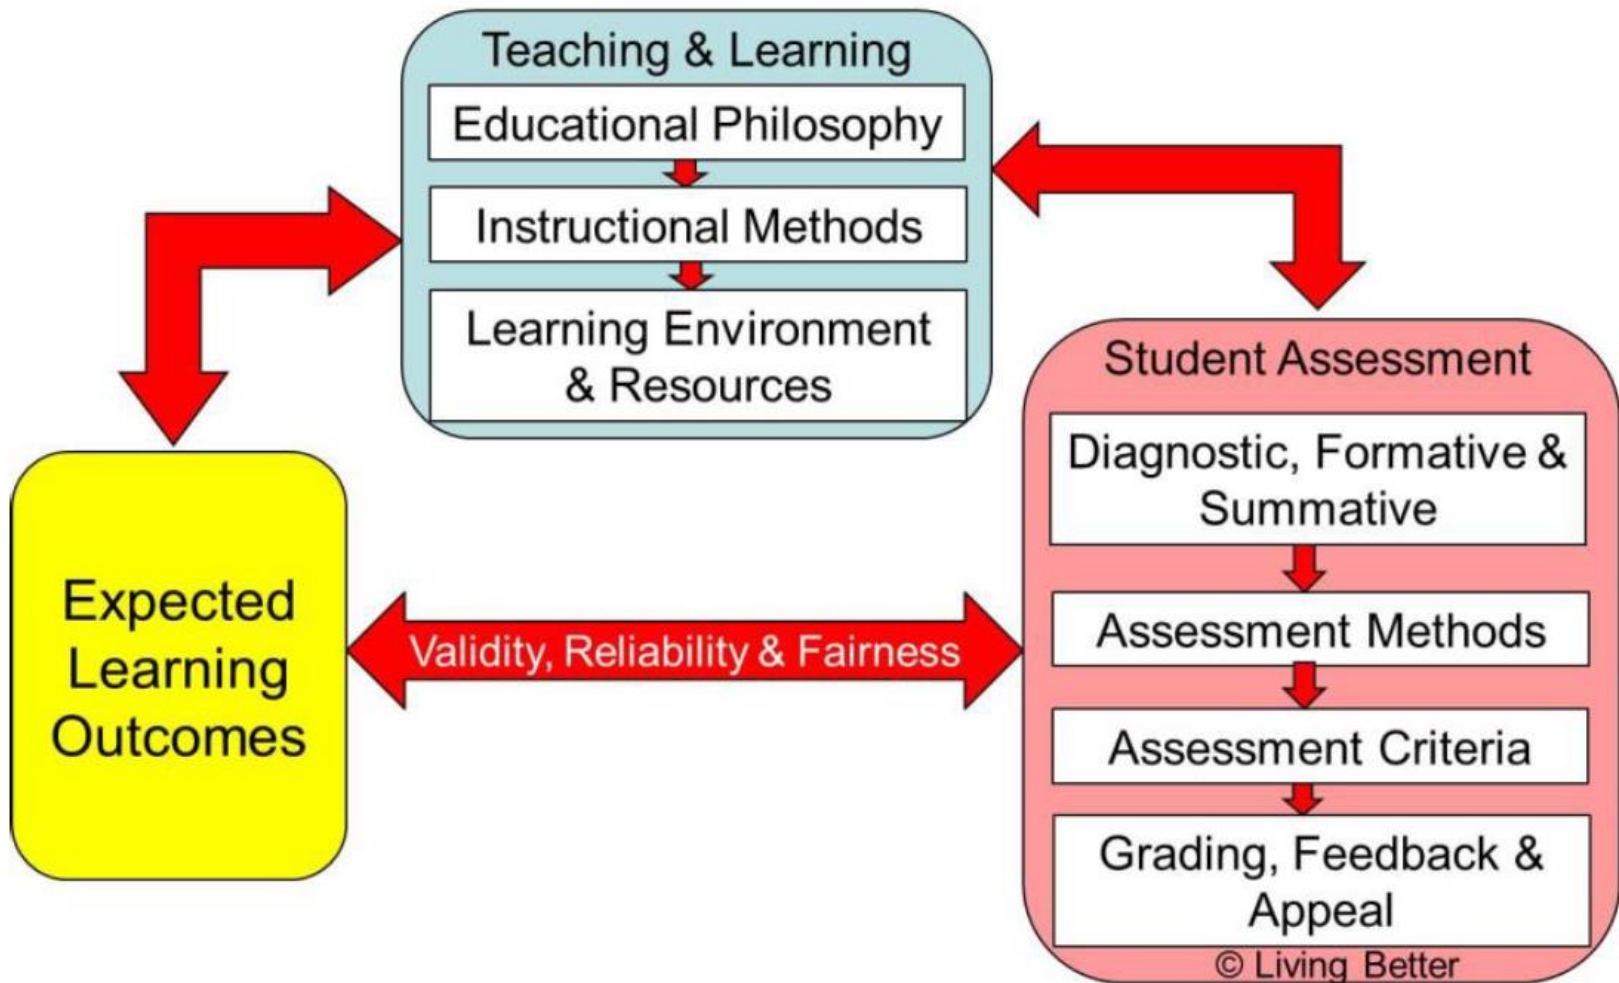 Teaching & Learning
Educational Philosophy
Instructional Methods
Learning Environment
& Resources
Student Assessment
Diagnostic, Formative &
Summative
Assessment Methods
Assessment Criteria
Grading, Feedback &
Appeal
© Living Better
Expected
Learning
Outcomes
Validity, Reliability & Fairness